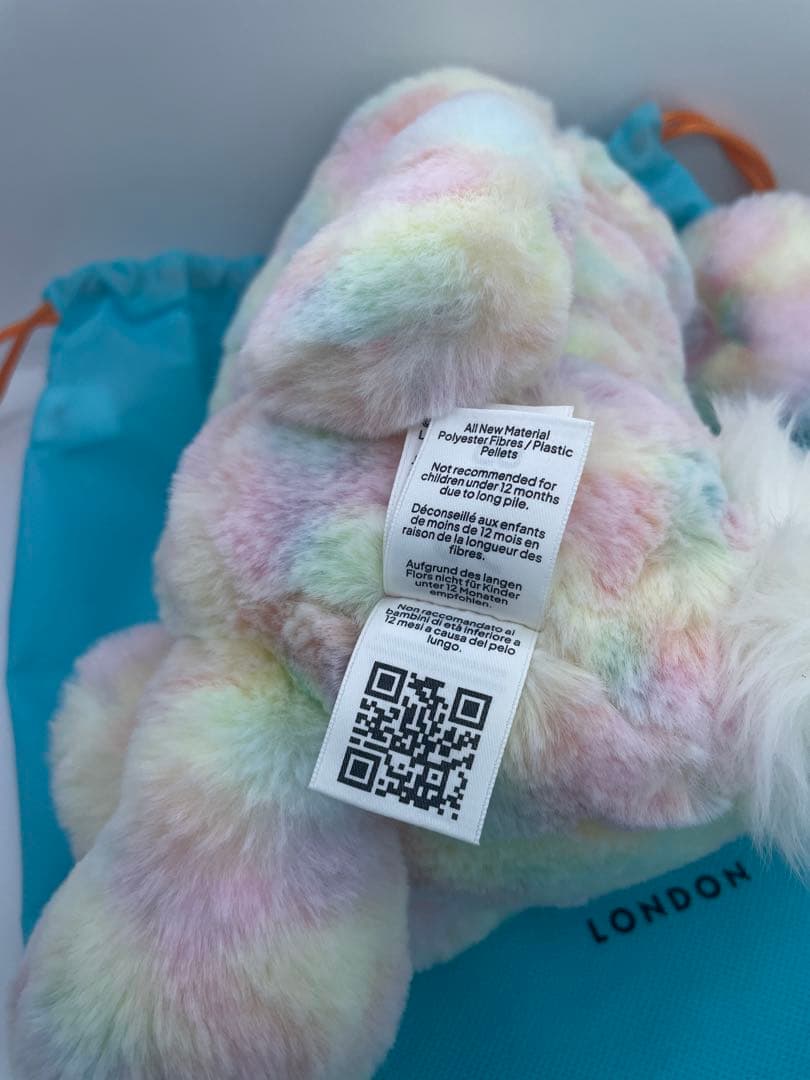 All New Material
Polyester Fibres / Plastic
Pellets
Not recommended for
children under 12 months
due to long pile.
Déconseillé aux enfants
de moins de 12 mois en
raison de la longueur des
fibres.
Aufgrund des langen
Flors nicht für Kinder
unter 12 Monaten
empfohlen.
Non raccomandato ai
bambini di età inferiore a
12 mesi a causa del pelo
lungo.
LONDON